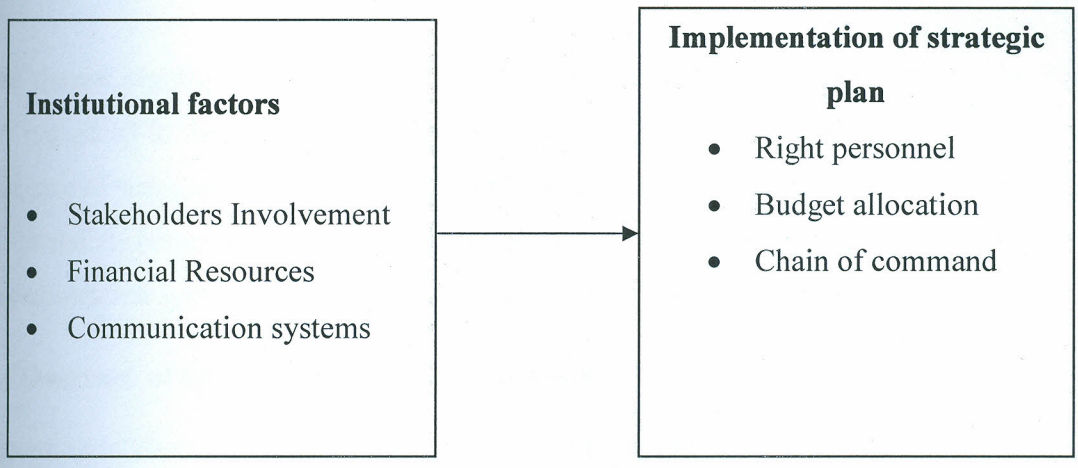 Institutional factors
• Stakeholders Involvement
• Financial Resources
• Communication systems
Implementation of strategic
plan
• Right personnel
• Budget allocation
• Chain of command